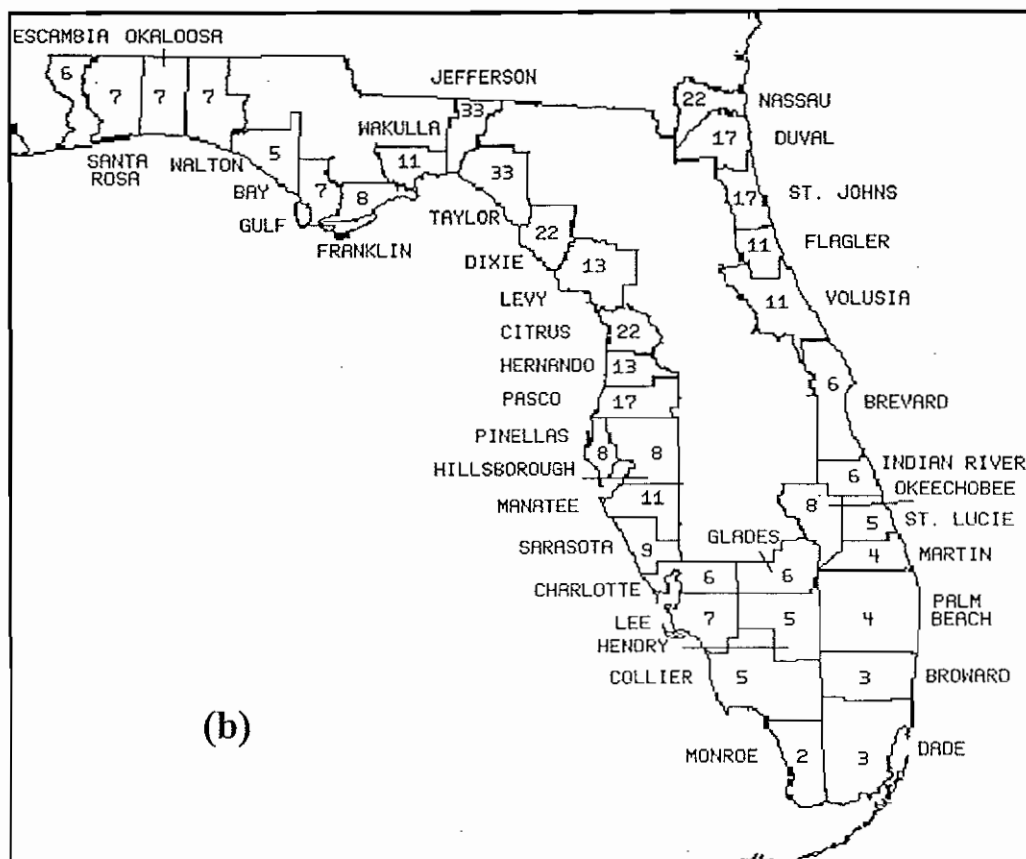 ESCAMBIA OKALOOSA
6
7
7
7
JEFFERSON
33
22
NASSAU
WAKULLA
17
DUVAL
SANTA
ROSA
WALTON
5
11
33
BAY
7
8
17
ST. JOHNS
GULF
TAYLOR
FRANKLIN
22
11
FLAGLER
DIXIE
13
LEVY
11
VOLUSIA
CITRUS
22
HERNANDO
13
PASCO
17
6
BREVARD
PINELLAS
8
8
HILLSBOROUGH
INDIAN RIVER
6
OKEECHOBEE
MANATEE
11
8
5
ST. LUCIE
SARASOTA
9
GLADES
4
MARTIN
CHARLOTTE
6
6
LEE
7
5
4
PALM
BEACH
HENDRY
COLLIER
5
3
BROWARD
(b)
MONROE
2
3
DADE